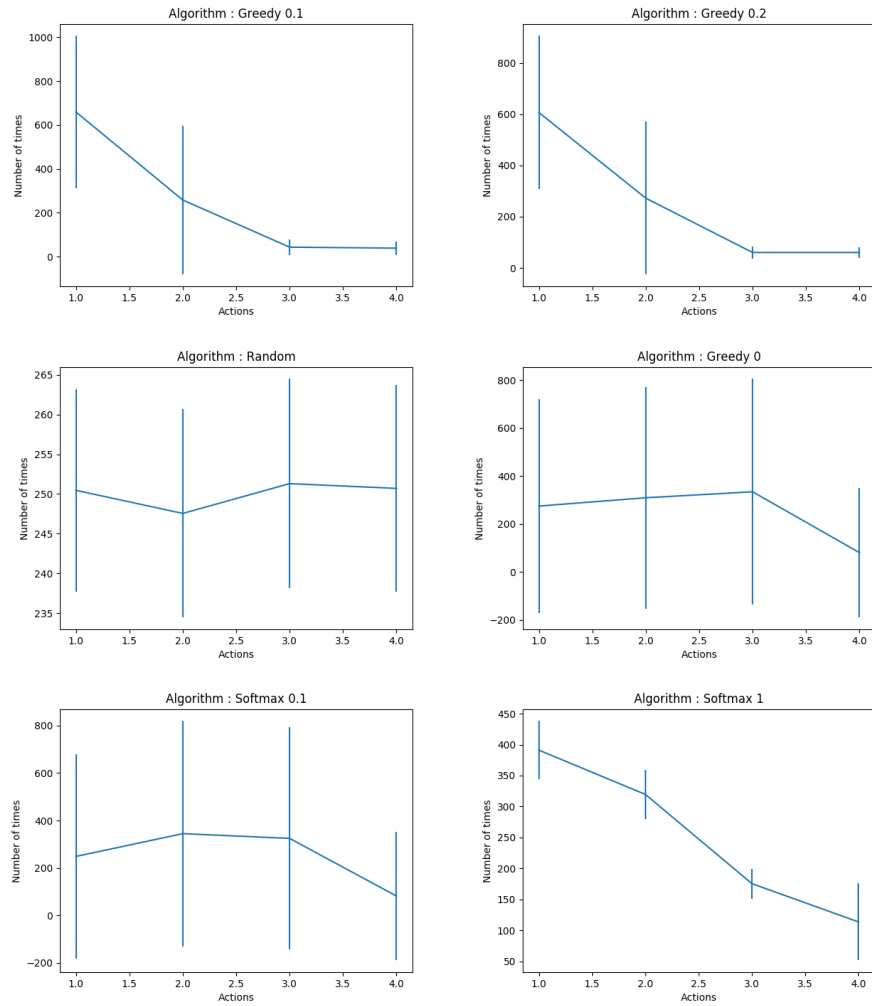 Algorithm : Greedy 0.1
Number of times
1000
800
600
400
200
0
1.0 1.5 2.0 2.5 3.0 3.5 4.0
Actions
Algorithm : Greedy 0.2
Number of times
800
600
400
200
0
1.0 1.5 2.0 2.5 3.0 3.5 4.0
Actions
Algorithm : Random
Number of times
265
260
255
250
245
240
235
1.0 1.5 2.0 2.5 3.0 3.5 4.0
Actions
Algorithm : Greedy 0
Number of times
800
600
400
200
0
−200
1.0 1.5 2.0 2.5 3.0 3.5 4.0
Actions
Algorithm : Softmax 0.1
Number of times
800
600
400
200
0
−200
1.0 1.5 2.0 2.5 3.0 3.5 4.0
Actions
Algorithm : Softmax 1
Number of times
450
400
350
300
250
200
150
100
50
1.0 1.5 2.0 2.5 3.0 3.5 4.0
Actions